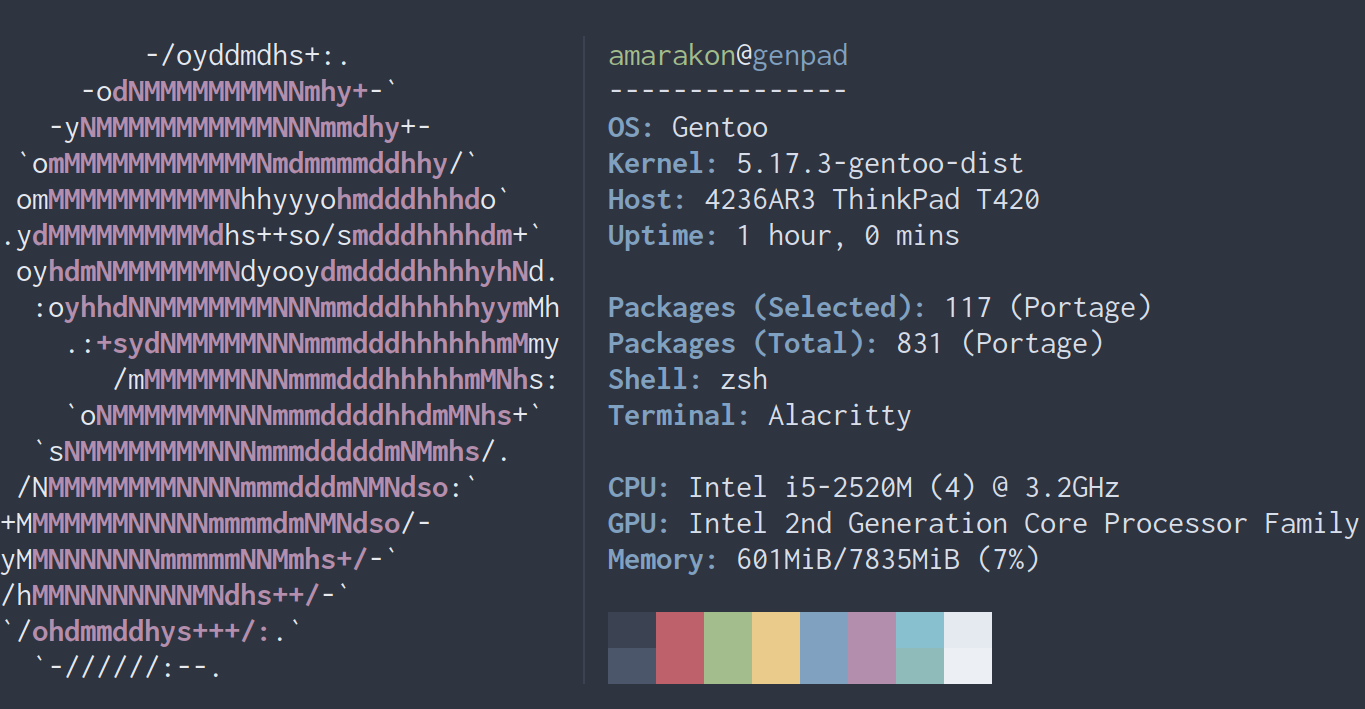 -/oyddmdhs+:.
     -odNMMMMMMMMNNmhy+-`
   -yNMMMMMMMMMMMNNNmmdhy+-
 `omMMMMMMMMMMMMNmdmmmmddhhy/`
 omMMMMMMMMMMMNhhyyyohmdddhhhdo`
.ydMMMMMMMMMMdhs++so/smdddhhhhdm+`
 oyhdmNMMMMMMMNdyooydmddddhhhhyhNd.
  :oyhhdNNMMMMMMMNNNmmdddhhhhhyymMh
    .:+sydNMMMMMNNNmmmdddhhhhhhmMmy
       /mMMMMMMNNNmmmdddhhhhhmMNhs:
    `oNMMMMMMMNNNmmmddddhhdmMNhs+`
  `sNMMMMMMMMNNNmmmdddddmNMmhs/.
 /NMMMMMMMMNNNNmmmdddmNMNdso:`
+MMMMMMMNNNNNmmmmdmNMNdso/-
yMMNNNNNNNmmmmmNNMmhs+/-`
/hMMNNNNNNNNMNdhs++/-`
`/ohdmmddhys+++/:.`
  `-//////:--.
amarakon@genpad
---------------
OS: Gentoo
Kernel: 5.17.3-gentoo-dist
Host: 4236AR3 ThinkPad T420
Uptime: 1 hour, 0 mins
Packages (Selected): 117 (Portage)
Packages (Total): 831 (Portage)
Shell: zsh
Terminal: Alacritty
CPU: Intel i5-2520M (4) @ 3.2GHz
GPU: Intel 2nd Generation Core Processor Family
Memory: 601MiB/7835MiB (7%)